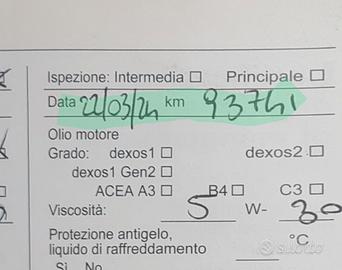 Ispezione: Intermedia □ Principale □
Data 22/03/24 km 93741
Olio motore
Grado: dexos1 □ dexos2 □
dexos1 Gen2 □
ACEA A3 □ B4 □ C3 □
Viscosità: 5 W- 30
Protezione antigelo,
liquido di raffreddamento °C
Sì No